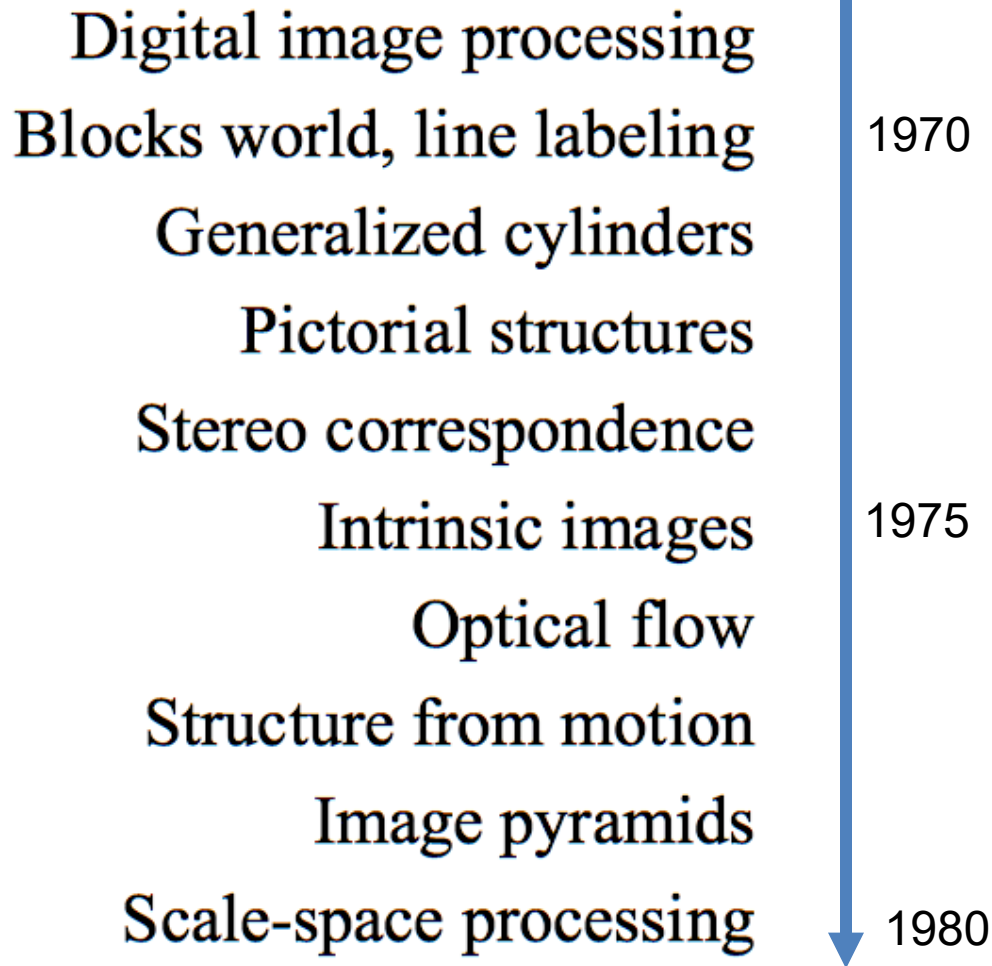 Digital image processing
Blocks world, line labeling 1970
Generalized cylinders
Pictorial structures
Stereo correspondence
Intrinsic images 1975
Optical flow
Structure from motion
Image pyramids
Scale-space processing 1980